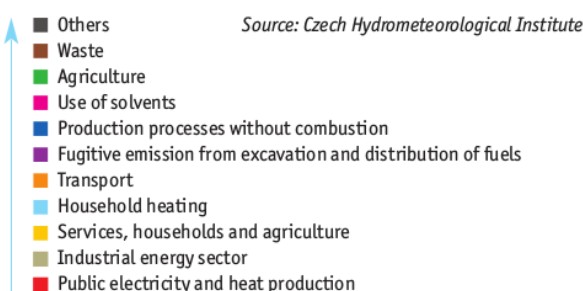 Others Source: Czech Hydrometeorological Institute
Waste
Agriculture
Use of solvents
Production processes without combustion
Fugitive emission from excavation and distribution of fuels
Transport
Household heating
Services, households and agriculture
Industrial energy sector
Public electricity and heat production